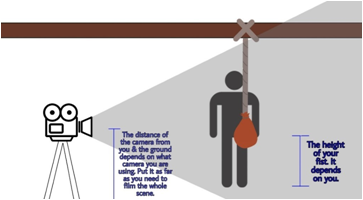 The distance of
the camera from
you & the ground
depends on what
camera you are
using. Put it as far
as you need to
film the whole
scene.
The height
of your
fist. It
depends
on you.